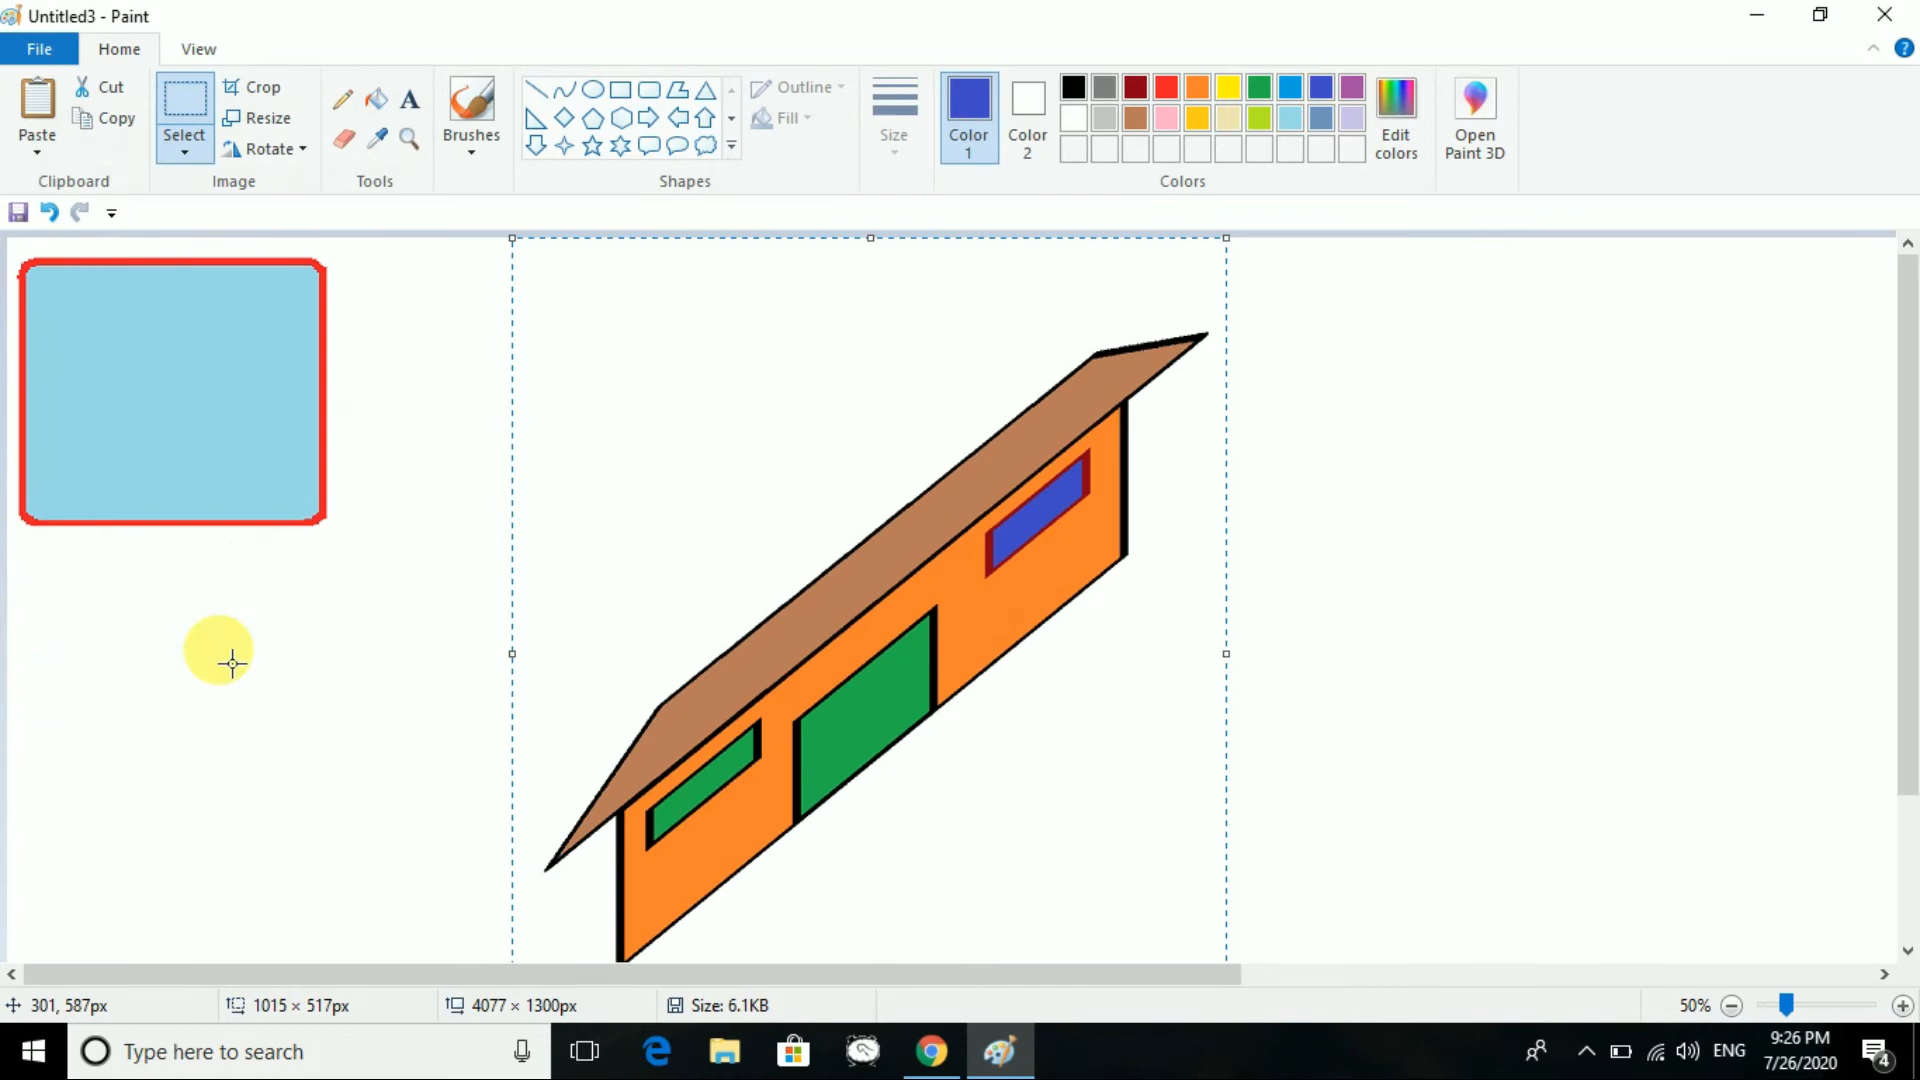 Untitled3 - Paint
File Home View
Paste
Cut
Copy
Clipboard
Select
Crop
Resize
Rotate
Image
A
Tools
Brushes
Shapes
Outline
Fill
Size
Color 1
Color 2
Colors
Edit colors
Open Paint 3D
301, 587px
1015 × 517px
4077 × 1300px
Size: 6.1KB
50%
Type here to search
ENG
9:26 PM
7/26/2020
4